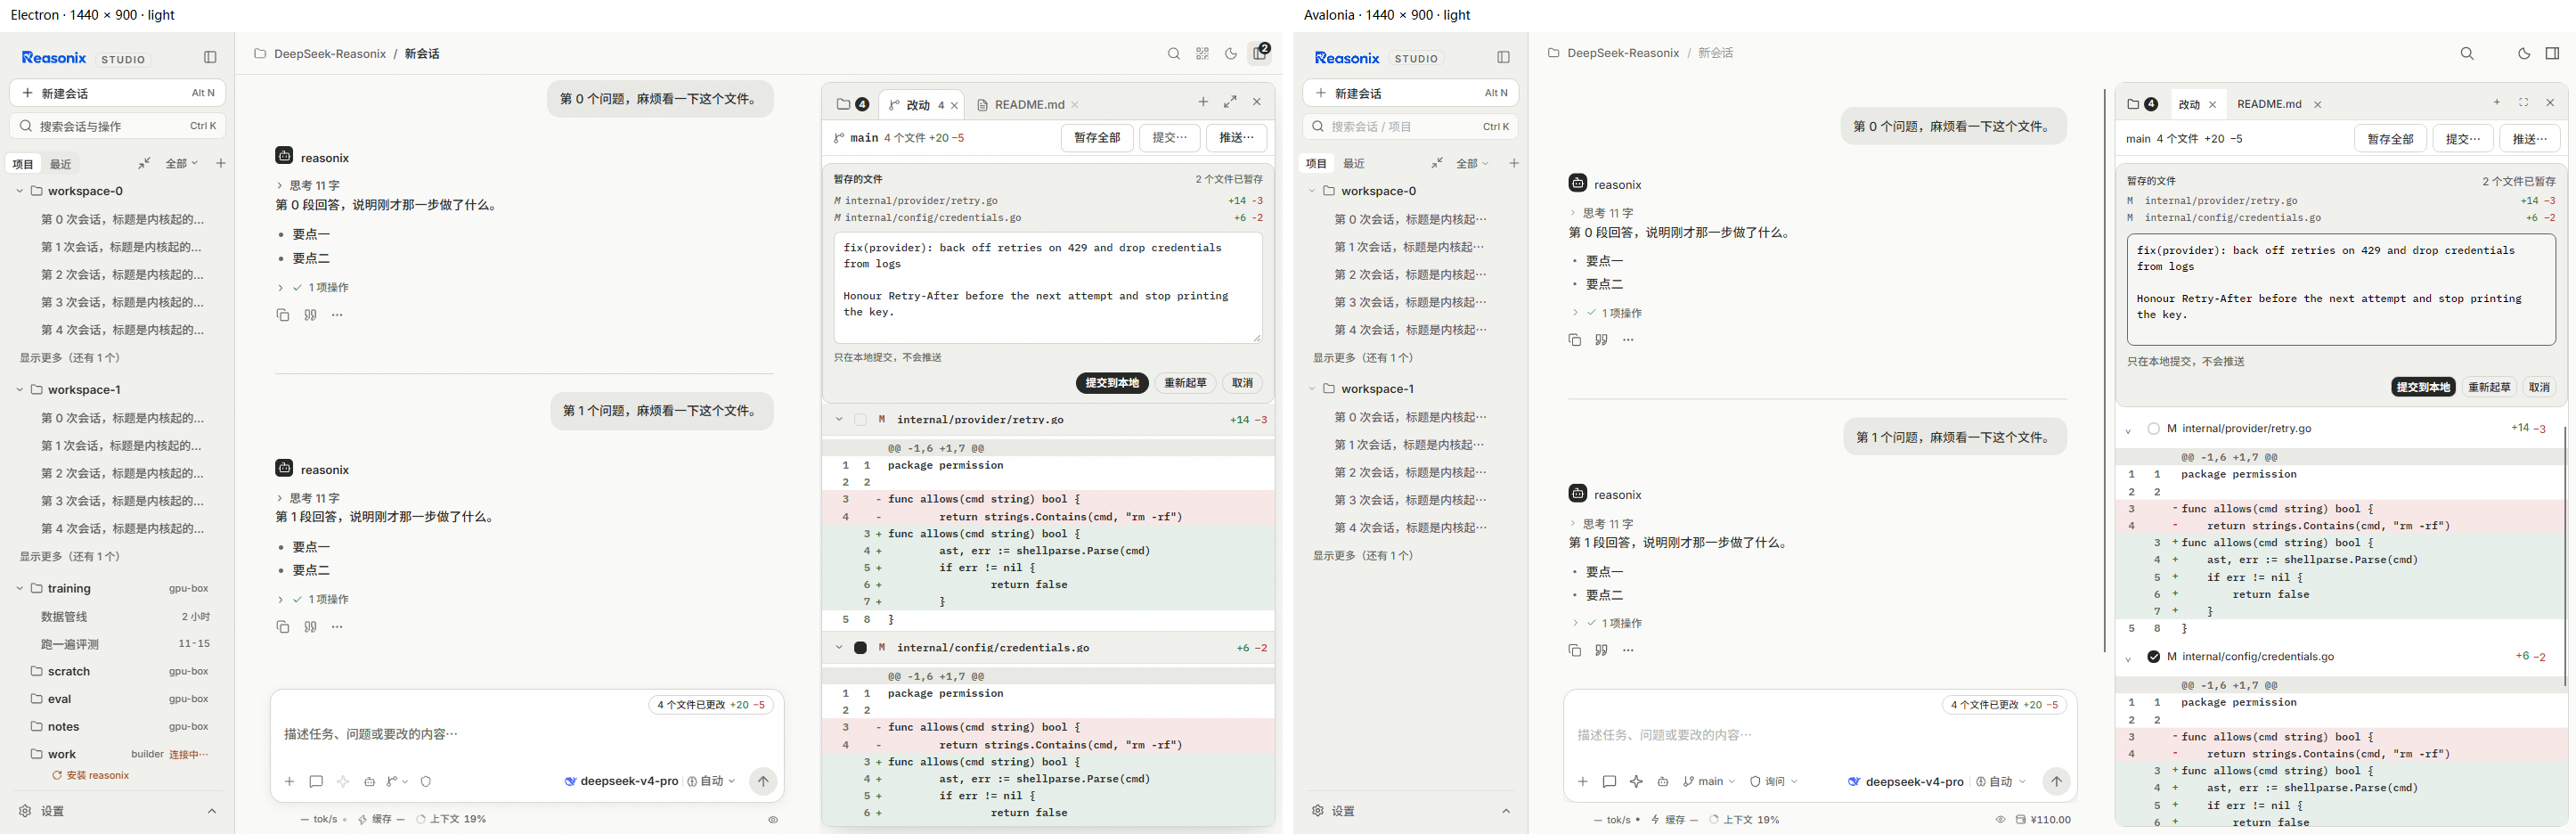 Electron · 1440 × 900 · light
Reasonix STUDIO
新建会话 Alt N
搜索会话与操作 Ctrl K
项目 最近 全部
workspace-0
第 0 次会话，标题是内核起的...
第 1 次会话，标题是内核起的...
第 2 次会话，标题是内核起的...
第 3 次会话，标题是内核起的...
第 4 次会话，标题是内核起的...
显示更多（还有 1 个）
workspace-1
第 0 次会话，标题是内核起的...
第 1 次会话，标题是内核起的...
第 2 次会话，标题是内核起的...
第 3 次会话，标题是内核起的...
第 4 次会话，标题是内核起的...
显示更多（还有 1 个）
training gpu-box
数据管线 2 小时
跑一遍评测 11-15
scratch gpu-box
eval gpu-box
notes gpu-box
work builder 连接中…
安装 reasonix
设置
DeepSeek-Reasonix / 新会话
2
第 0 个问题，麻烦看一下这个文件。
reasonix
思考 11 字
第 0 段回答，说明刚才那一步做了什么。
• 要点一
• 要点二
1 项操作
第 1 个问题，麻烦看一下这个文件。
reasonix
思考 11 字
第 1 段回答，说明刚才那一步做了什么。
• 要点一
• 要点二
1 项操作
4 个文件已更改 +20 −5
描述任务、问题或要改的内容…
deepseek-v4-pro 自动
— tok/s • 缓存 — 上下文 19%
4 改动 4 × README.md ×
main 4 个文件 +20 −5 暂存全部 提交… 推送…
暂存的文件 2 个文件已暂存
M internal/provider/retry.go +14 −3
M internal/config/credentials.go +6 −2
fix(provider): back off retries on 429 and drop credentials
from logs
Honour Retry-After before the next attempt and stop printing
the key.
只在本地提交，不会推送
提交到本地 重新起草 取消
M internal/provider/retry.go +14 −3
@@ -1,6 +1,7 @@
1 1 package permission
2 2
3 - func allows(cmd string) bool {
4 - return strings.Contains(cmd, "rm -rf")
3 + func allows(cmd string) bool {
4 + ast, err := shellparse.Parse(cmd)
5 + if err != nil {
6 + return false
7 + }
5 8 }
M internal/config/credentials.go +6 −2
@@ -1,6 +1,7 @@
1 1 package permission
2 2
3 - func allows(cmd string) bool {
4 - return strings.Contains(cmd, "rm -rf")
3 + func allows(cmd string) bool {
4 + ast, err := shellparse.Parse(cmd)
5 + if err != nil {
6 + return false
Avalonia · 1440 × 900 · light
Reasonix STUDIO
新建会话 Alt N
搜索会话 / 项目 Ctrl K
项目 最近 全部
workspace-0
第 0 次会话，标题是内核起…
第 1 次会话，标题是内核起…
第 2 次会话，标题是内核起…
第 3 次会话，标题是内核起…
第 4 次会话，标题是内核起…
显示更多（还有 1 个）
workspace-1
第 0 次会话，标题是内核起…
第 1 次会话，标题是内核起…
第 2 次会话，标题是内核起…
第 3 次会话，标题是内核起…
第 4 次会话，标题是内核起…
显示更多（还有 1 个）
设置
DeepSeek-Reasonix / 新会话
第 0 个问题，麻烦看一下这个文件。
reasonix
思考 11 字
第 0 段回答，说明刚才那一步做了什么。
• 要点一
• 要点二
1 项操作
第 1 个问题，麻烦看一下这个文件。
reasonix
思考 11 字
第 1 段回答，说明刚才那一步做了什么。
• 要点一
• 要点二
1 项操作
4 个文件已更改 +20 −5
描述任务、问题或要改的内容…
main 询问 deepseek-v4-pro 自动
— tok/s • 缓存 — 上下文 19% ¥110.00
4 改动 × README.md ×
main 4 个文件 +20 −5 暂存全部 提交… 推送…
暂存的文件 2 个文件已暂存
M internal/provider/retry.go +14 −3
M internal/config/credentials.go +6 −2
fix(provider): back off retries on 429 and drop credentials
from logs
Honour Retry-After before the next attempt and stop printing
the key.
只在本地提交，不会推送
提交到本地 重新起草 取消
M internal/provider/retry.go +14 −3
@@ -1,6 +1,7 @@
1 1 package permission
2 2
3 - func allows(cmd string) bool {
4 - return strings.Contains(cmd, "rm -rf")
3 + func allows(cmd string) bool {
4 + ast, err := shellparse.Parse(cmd)
5 + if err != nil {
6 + return false
7 + }
5 8 }
M internal/config/credentials.go +6 −2
@@ -1,6 +1,7 @@
1 1 package permission
2 2
3 - func allows(cmd string) bool {
4 - return strings.Contains(cmd, "rm -rf")
3 + func allows(cmd string) bool {
4 + ast, err := shellparse.Parse(cmd)
5 + if err != nil {
6 + return false